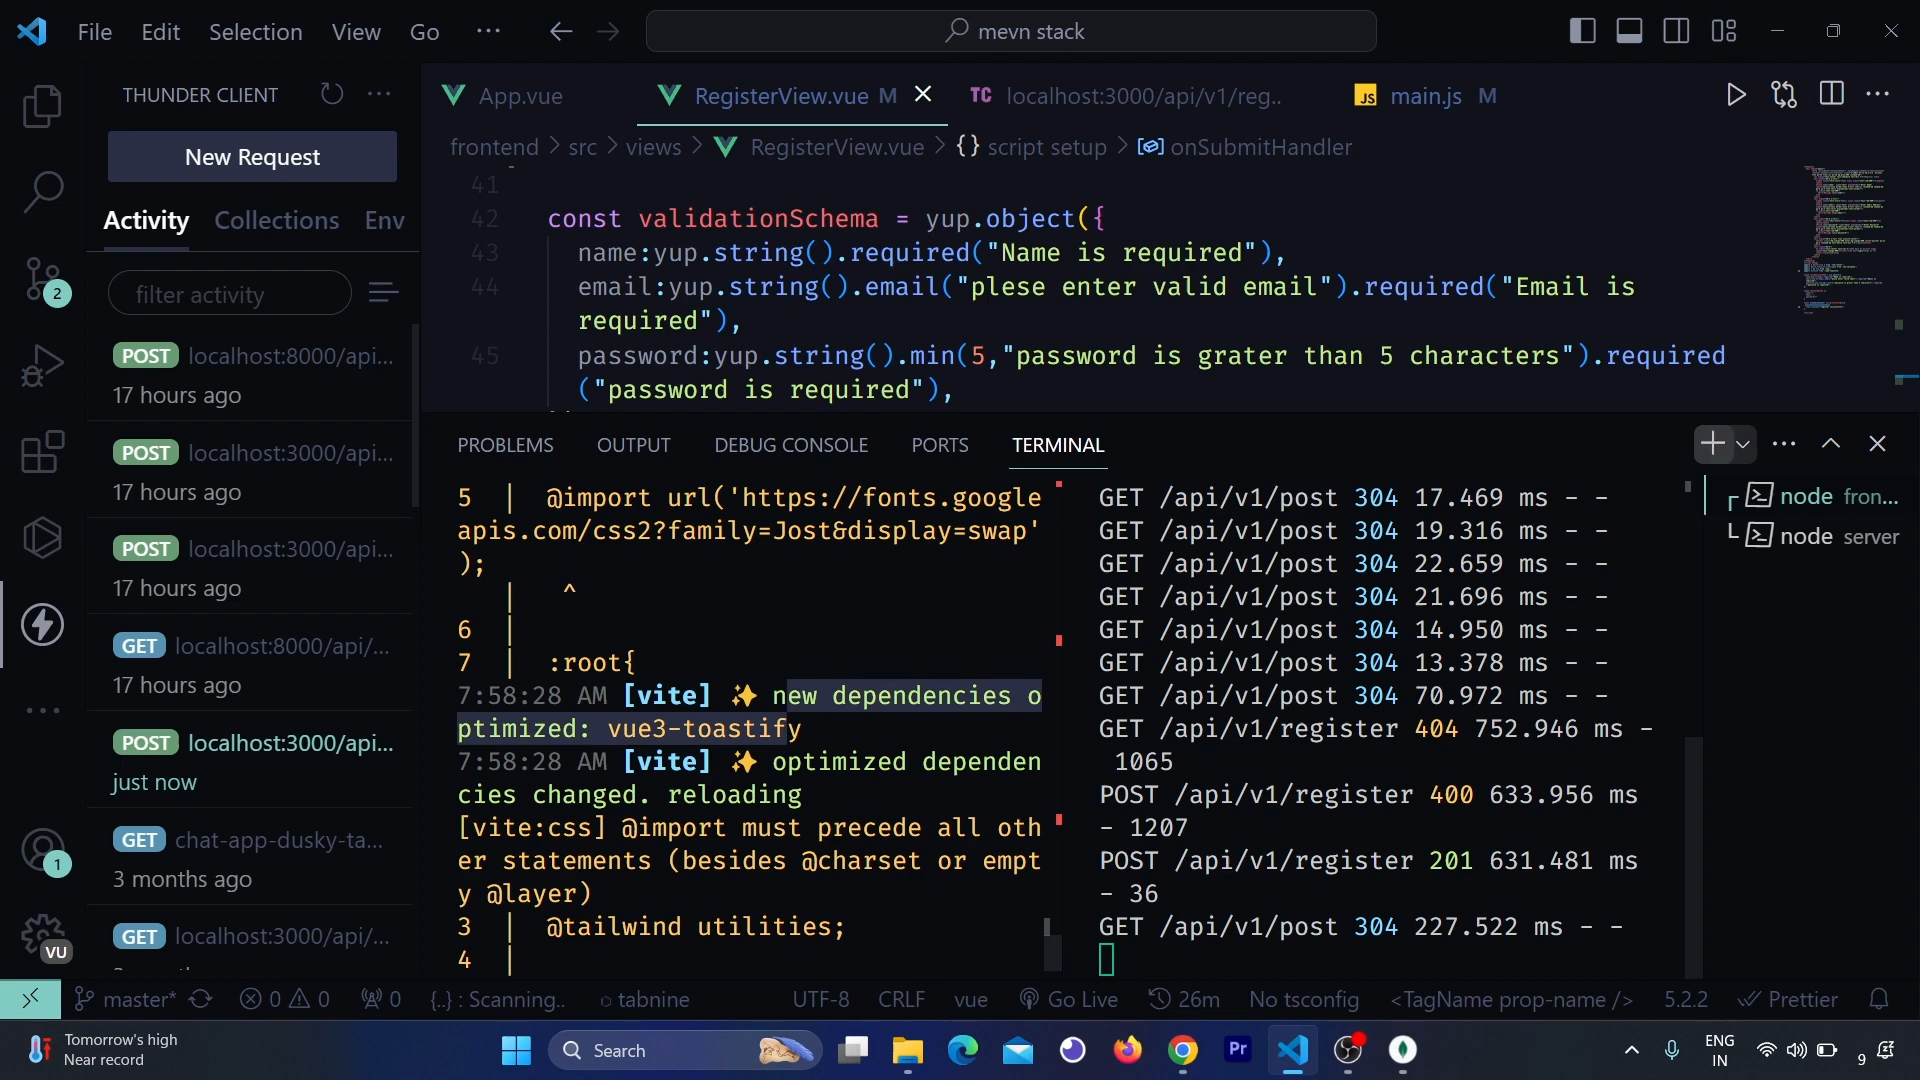 File Edit Selection View Go ··· mevn stack
THUNDER CLIENT ···
New Request
Activity Collections Env
filter activity
POST localhost:8000/api...
17 hours ago
POST localhost:3000/api...
17 hours ago
POST localhost:3000/api...
17 hours ago
GET localhost:8000/api/...
17 hours ago
POST localhost:3000/api...
just now
GET chat-app-dusky-ta...
3 months ago
GET localhost:3000/api/...
2
1
VU
App.vue RegisterView.vue M TC localhost:3000/api/v1/reg.. JS main.js M
frontend > src > views > RegisterView.vue > {} script setup > onSubmitHandler
41
42 const validationSchema = yup.object({
43 name:yup.string().required("Name is required"),
44 email:yup.string().email("plese enter valid email").required("Email is
required"),
45 password:yup.string().min(5,"password is grater than 5 characters").required
("password is required"),
PROBLEMS OUTPUT DEBUG CONSOLE PORTS TERMINAL
5 | @import url('https://fonts.google
apis.com/css2?family=Jost&display=swap'
);
| ^
6 |
7 | :root{
7:58:28 AM [vite] ✨ new dependencies o
ptimized: vue3-toastify
7:58:28 AM [vite] ✨ optimized dependen
cies changed. reloading
[vite:css] @import must precede all oth
er statements (besides @charset or empt
y @layer)
3 | @tailwind utilities;
4 |
GET /api/v1/post 304 17.469 ms - -
GET /api/v1/post 304 19.316 ms - -
GET /api/v1/post 304 22.659 ms - -
GET /api/v1/post 304 21.696 ms - -
GET /api/v1/post 304 14.950 ms - -
GET /api/v1/post 304 13.378 ms - -
GET /api/v1/post 304 70.972 ms - -
GET /api/v1/register 404 752.946 ms -
1065
POST /api/v1/register 400 633.956 ms
- 1207
POST /api/v1/register 201 631.481 ms
- 36
GET /api/v1/post 304 227.522 ms - -
node fron...
node server
master* 0 0 0 {..} : Scanning.. tabnine UTF-8 CRLF vue Go Live 26m No tsconfig <TagName prop-name /> 5.2.2 Prettier
Tomorrow's high
Near record
Search
Pr
ENG
IN
9